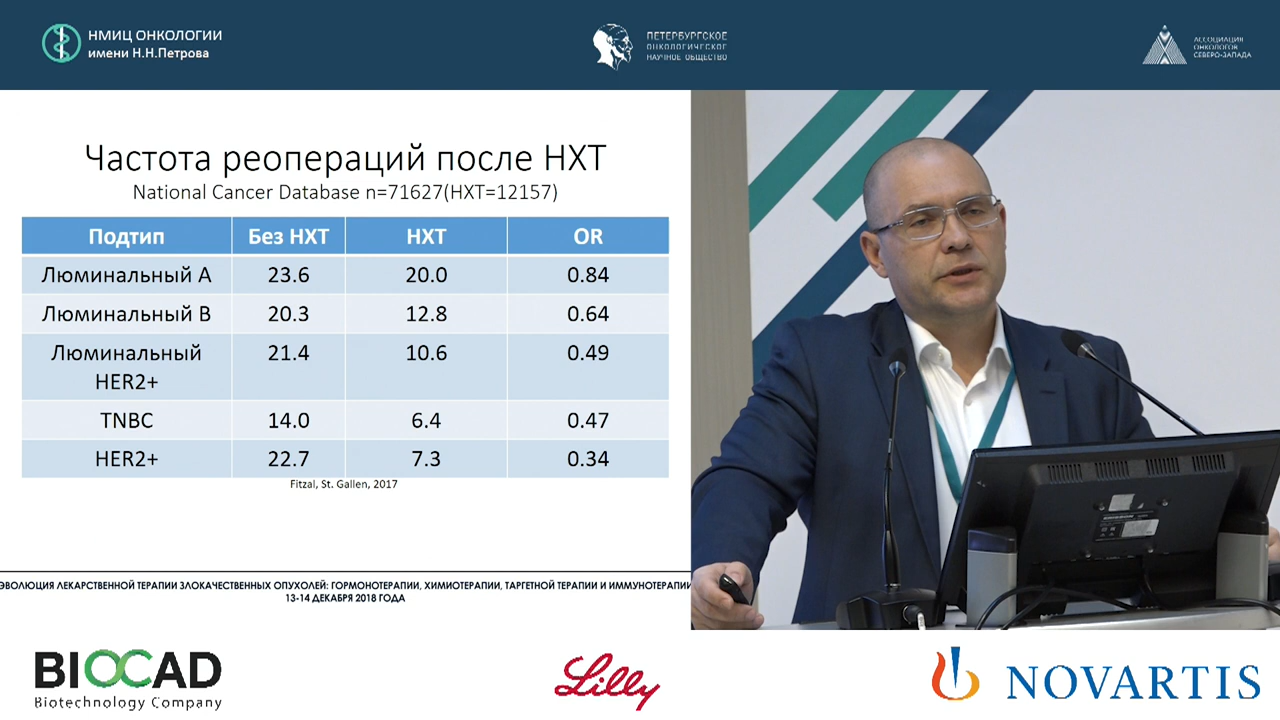 НМИЦ ОНКОЛОГИИ
имени Н.Н.Петрова
ПЕТЕРБУРГСКОЕ
ОНКОЛОГИЧЕСКОЕ
НАУЧНОЕ ОБЩЕСТВО
АССОЦИАЦИЯ
ОНКОЛОГОВ
СЕВЕРО-ЗАПАДА
Частота реопераций после НХТ
National Cancer Database n=71627(НХТ=12157)
Подтип Без НХТ НХТ OR
Люминальный А 23.6 20.0 0.84
Люминальный В 20.3 12.8 0.64
Люминальный 21.4 10.6 0.49
HER2+
TNBC 14.0 6.4 0.47
HER2+ 22.7 7.3 0.34
Fitzal, St. Gallen, 2017
ЭВОЛЮЦИЯ ЛЕКАРСТВЕННОЙ ТЕРАПИИ ЗЛОКАЧЕСТВЕННЫХ ОПУХОЛЕЙ: ГОРМОНОТЕРАПИИ, ХИМИОТЕРАПИИ, ТАРГЕТНОЙ ТЕРАПИИ И ИММУНОТЕРАПИИ
13-14 ДЕКАБРЯ 2018 ГОДА
BIOCAD
Biotechnology Company
Lilly
NOVARTIS